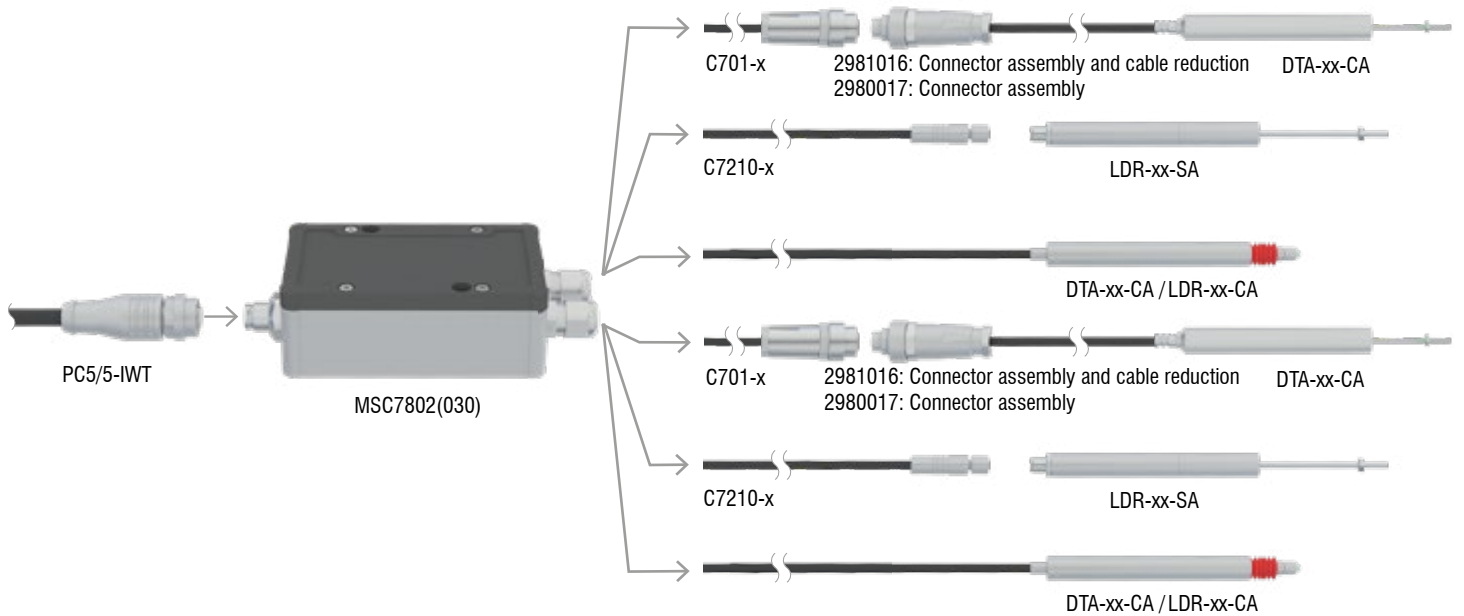 C701-x
2981016: Connector assembly and cable reduction
2980017: Connector assembly
DTA-xx-CA
C7210-x
LDR-xx-SA
DTA-xx-CA / LDR-xx-CA
PC5/5-IWT
MSC7802(030)
C701-x
2981016: Connector assembly and cable reduction
2980017: Connector assembly
DTA-xx-CA
C7210-x
LDR-xx-SA
DTA-xx-CA / LDR-xx-CA